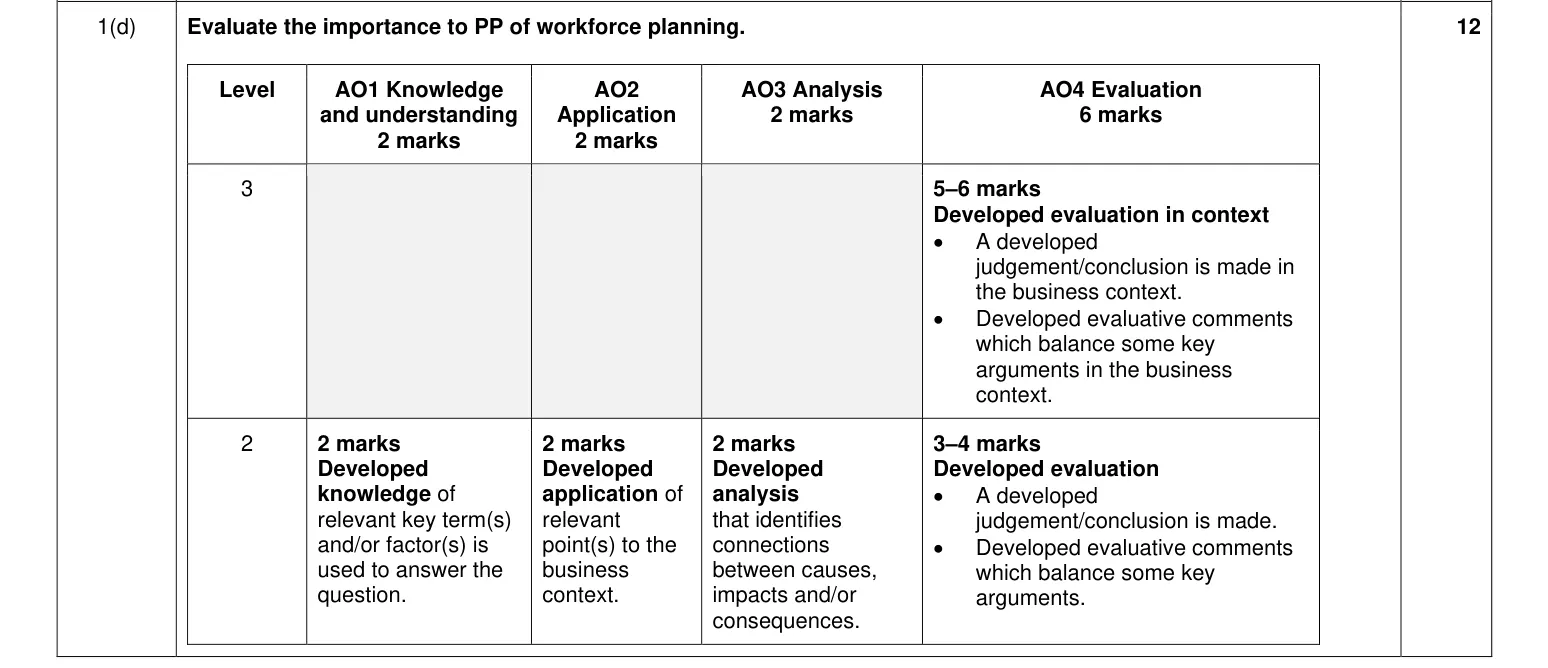 1(d) Evaluate the importance to PP of workforce planning. 12
Level AO1 Knowledge AO2 AO3 Analysis AO4 Evaluation
and understanding Application 2 marks 6 marks
2 marks 2 marks
3 5–6 marks
Developed evaluation in context
• A developed
judgement/conclusion is made in
the business context.
• Developed evaluative comments
which balance some key
arguments in the business
context.
2 2 marks 2 marks 2 marks 3–4 marks
Developed Developed Developed Developed evaluation
knowledge of application of analysis • A developed
relevant key term(s) relevant that identifies judgement/conclusion is made.
and/or factor(s) is point(s) to the connections • Developed evaluative comments
used to answer the business between causes, which balance some key
question. context. impacts and/or arguments.
consequences.